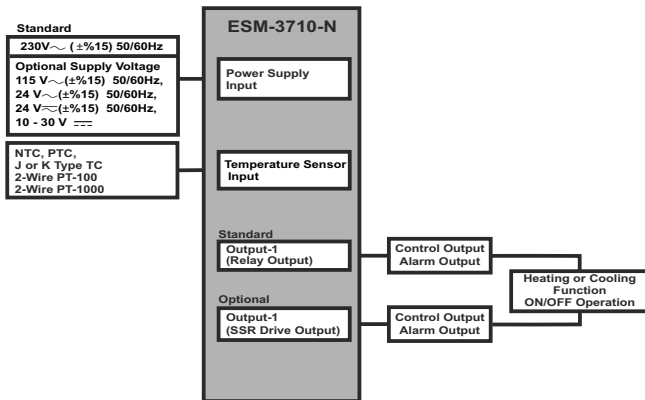 ESM-3710-N
Standard
230V～ ( ±%15) 50/60Hz
Optional Supply Voltage
115 V～(±%15) 50/60Hz,
24 V～(±%15) 50/60Hz,
24 V⏦(±%15) 50/60Hz,
10 - 30 V ⎓
Power Supply
Input
NTC, PTC,
J or K Type TC
2-Wire PT-100
2-Wire PT-1000
Temperature Sensor
Input
Standard
Output-1
(Relay Output)
Control Output
Alarm Output
Heating or Cooling
Function
ON/OFF Operation
Optional
Output-1
(SSR Drive Output)
Control Output
Alarm Output